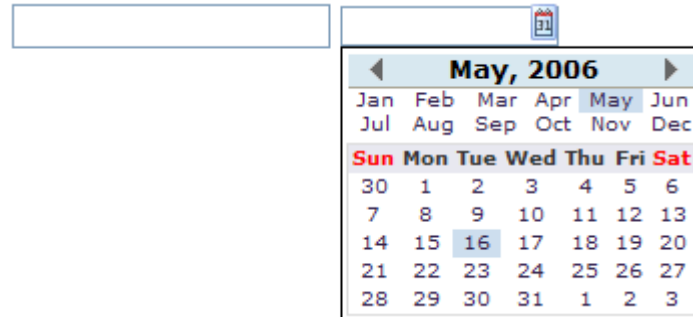 31
May, 2006
Jan Feb Mar Apr May Jun
Jul Aug Sep Oct Nov Dec
Sun Mon Tue Wed Thu Fri Sat
30 1 2 3 4 5 6
7 8 9 10 11 12 13
14 15 16 17 18 19 20
21 22 23 24 25 26 27
28 29 30 31 1 2 3